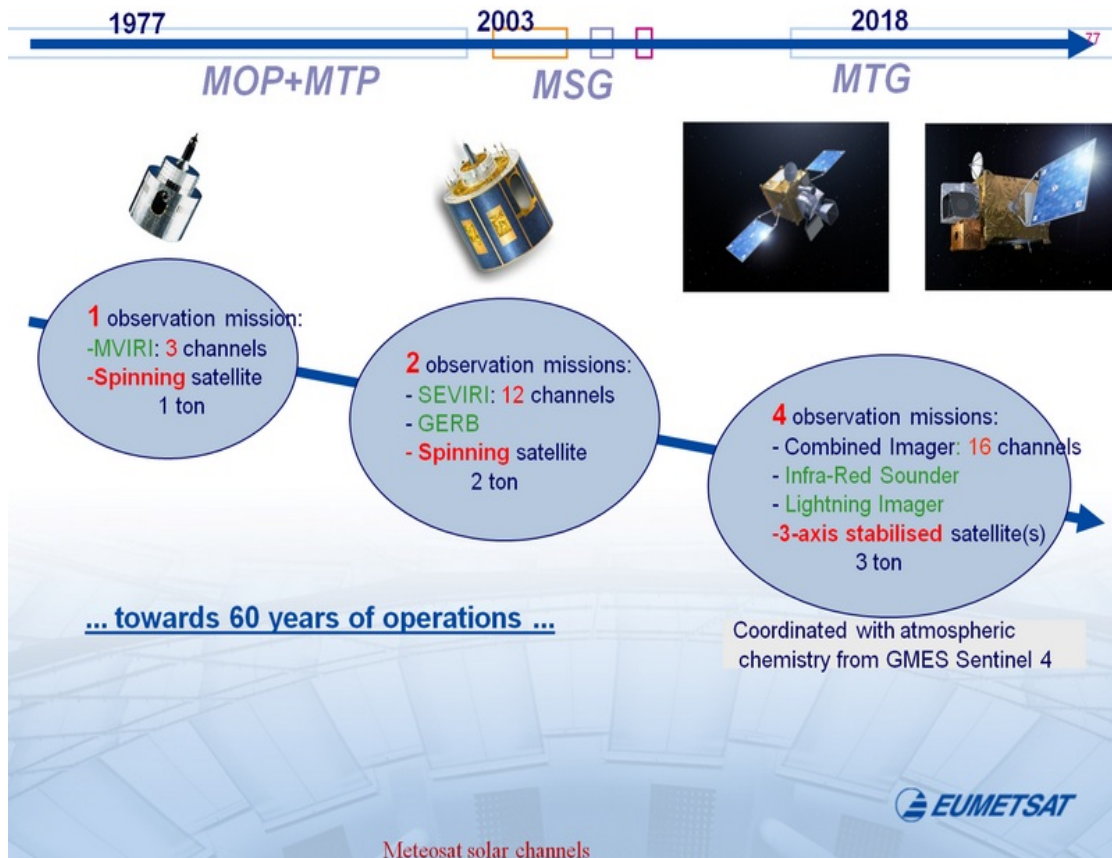 1977
2003
2018
77
MOP+MTP
MSG
MTG
1 observation mission:
-MVIRI: 3 channels
-Spinning satellite
1 ton
2 observation missions:
- SEVIRI: 12 channels
- GERB
- Spinning satellite
2 ton
4 observation missions:
- Combined Imager: 16 channels
- Infra-Red Sounder
- Lightning Imager
-3-axis stabilised satellite(s)
3 ton
... towards 60 years of operations ...
Coordinated with atmospheric
chemistry from GMES Sentinel 4
EUMETSAT
Meteosat solar channels